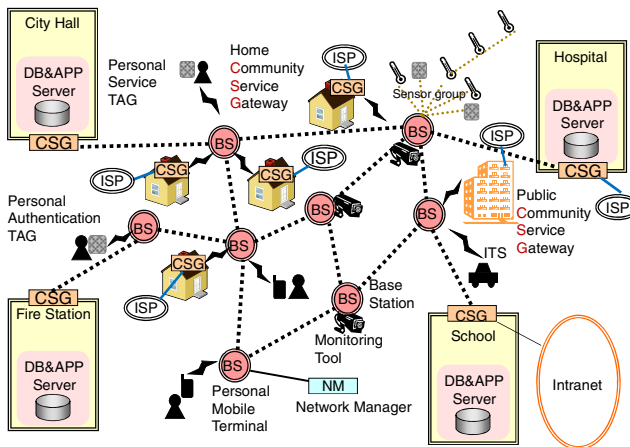 City Hall
DB&APP
Server
CSG
Personal
Service
TAG
Home
Community
Service
Gateway
ISP
CSG
Sensor group
Hospital
DB&APP
Server
CSG
ISP
BS
BS
ISP
CSG
CSG
ISP
ISP
Public
Community
Service
Gateway
Personal
Authentication
TAG
BS
BS
BS
BS
CSG
ISP
ITS
CSG
Fire Station
DB&APP
Server
BS
Base
Station
Monitoring
Tool
CSG
School
DB&APP
Server
Intranet
BS
Personal
Mobile
Terminal
NM
Network Manager